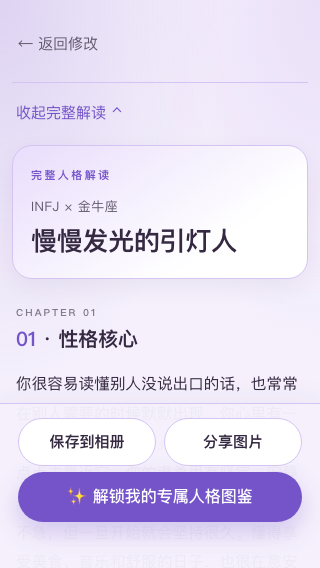 ← 返回修改
收起完整解读 ^
完整人格解读
INFJ × 金牛座
慢慢发光的引灯人
CHAPTER 01
01 · 性格核心
你很容易读懂别人没说出口的话，也常常
保存到相册
分享图片
✨ 解锁我的专属人格图鉴